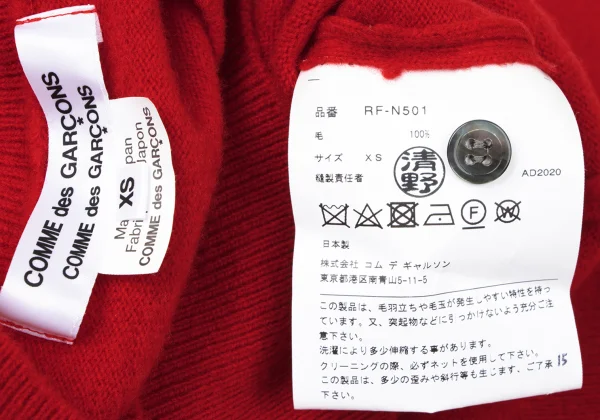 COMME des GARÇONS
COMME des GARÇONS
XS
Ma pan
Fabri Japon
COMME des GARÇONS
品番 RF-N501
毛 100%
サイズ XS
縫製責任者 清野 AD2020
F W
日本製
株式会社 コム デ ギャルソン
東京都港区南青山5-11-5
この製品は、毛羽立ちや毛玉が発生しやすい特性を持っ
ています。又、突起物などに引っかけないよう充分ご注
意下さい。
洗濯により多少伸縮する事があります。
クリーニングの際、必ずネットを使用して下さい。
この製品は、多少の歪みや斜行等も生じます、ご了承
下さい。
15